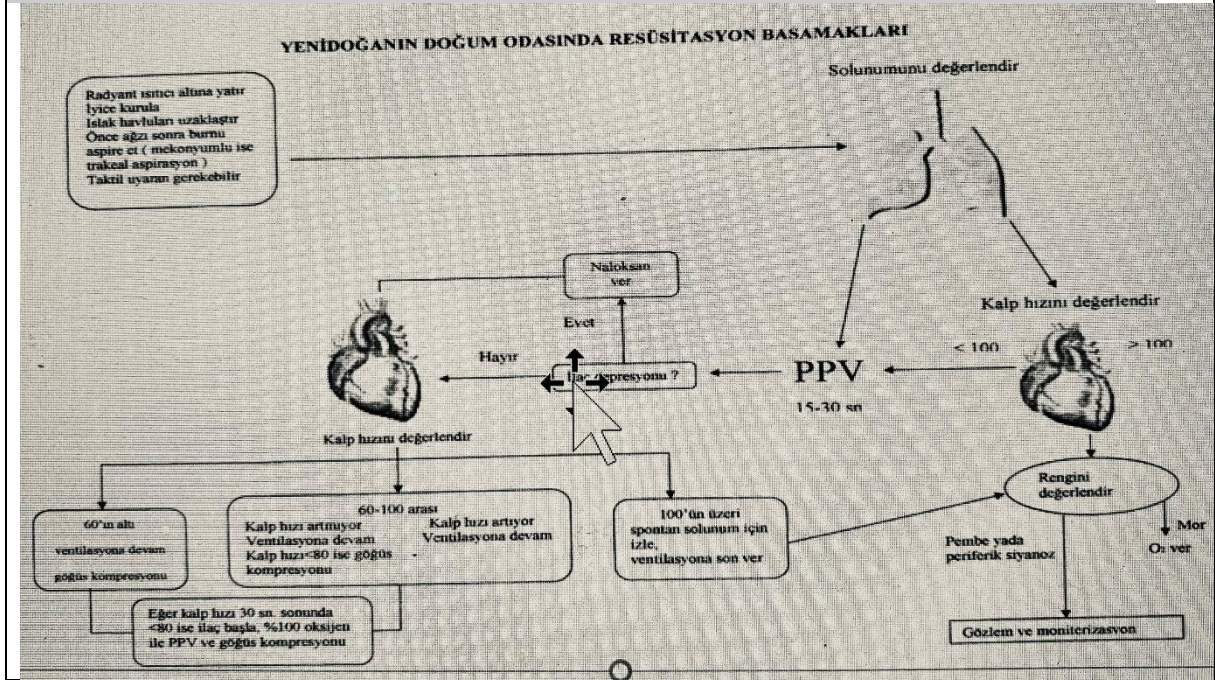 YENİDOĞANIN DOĞUM ODASINDA RESÜSİTASYON BASAMAKLARI
Radyant ısıtıcı altına yatır
İyice kurula
Islak havluları uzaklaştır
Önce ağzı sonra burnu
aspire et ( mekonyumlu ise
trakeal aspirasyon )
Taktil uyaran gerekebilir
Solunumunu değerlendir
Naloksan
ver
Evet
Hayır
depresyonu ?
PPV
15-30 sn
Kalp hızını değerlendir
< 100
> 100
Kalp hızını değerlendir
60'ın altı
ventilasyona devam
göğüs kompresyonu
60-100 arası
Kalp hızı artmıyor
Ventilasyona devam
Kalp hızı<80 ise göğüs
kompresyonu
Kalp hızı artıyor
Ventilasyona devam
100'ün üzeri
spontan solunum için
izle,
ventilasyona son ver
Rengini
değerlendir
Mor
O₂ ver
Pembe yada
periferik siyanoz
Eğer kalp hızı 30 sn. sonunda
<80 ise ilaç başla, %100 oksijen
ile PPV ve göğüs kompresyonu
Gözlem ve moniterizasyon